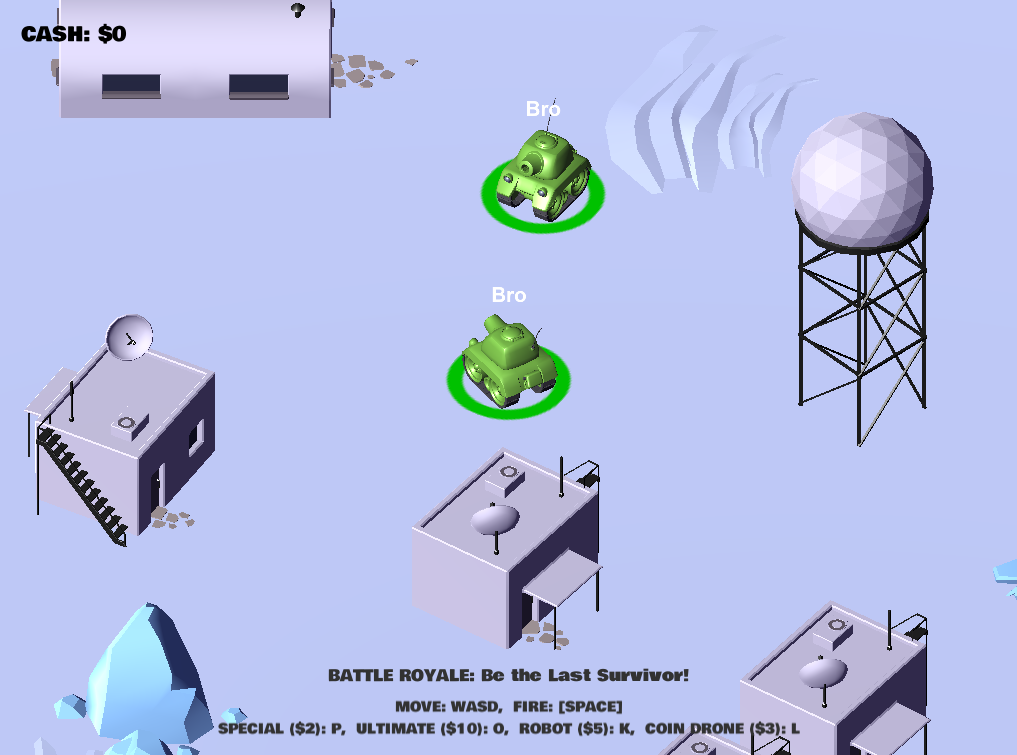 CASH: $0
Bro
Bro
BATTLE ROYALE: Be the Last Survivor!
MOVE: WASD,  FIRE: [SPACE]
SPECIAL ($2): P,  ULTIMATE ($10): O,  ROBOT ($5): K,  COIN DRONE ($3): L